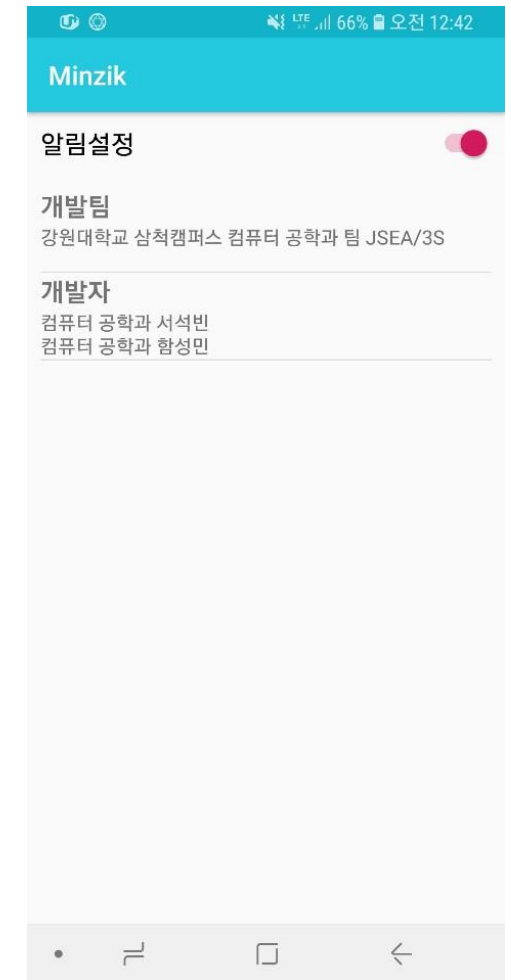 LTE 66% 오전 12:42
Minzik
알림설정
개발팀
강원대학교 삼척캠퍼스 컴퓨터 공학과 팀 JSEA/3S
개발자
컴퓨터 공학과 서석빈
컴퓨터 공학과 함성민